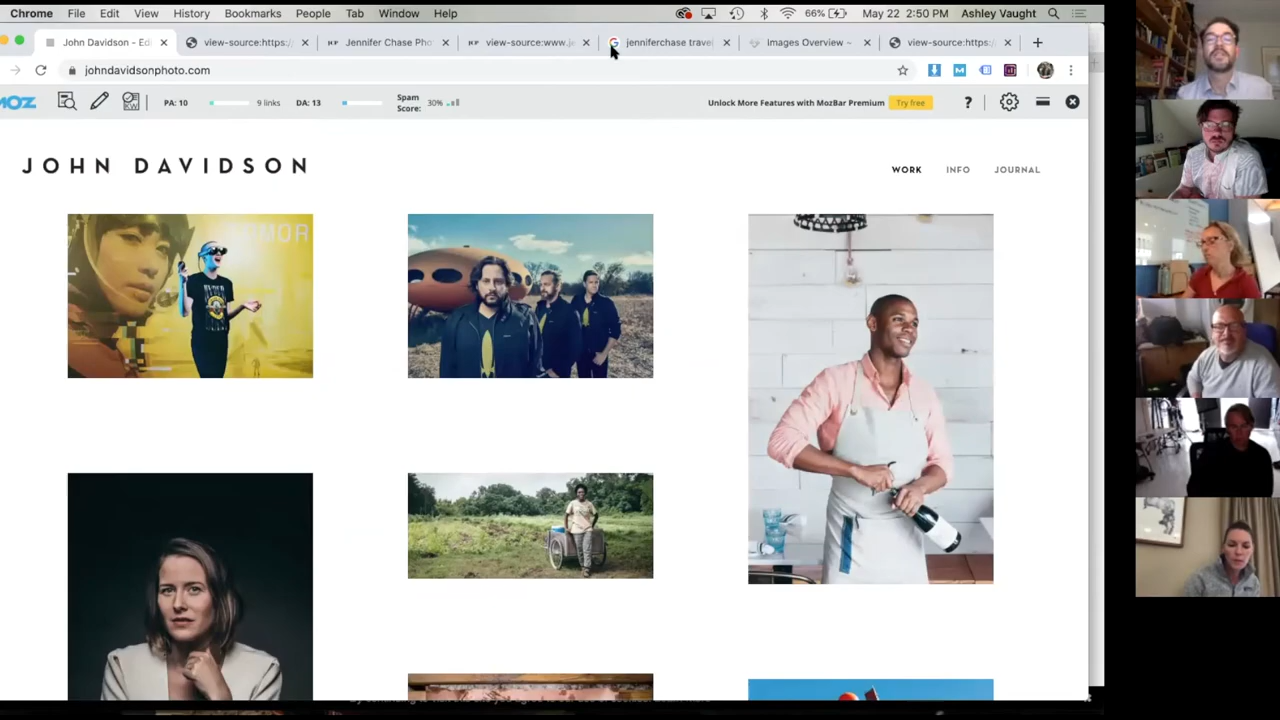 Chrome File Edit View History Bookmarks People Tab Window Help 66% May 22 2:50 PM Ashley Vaught
John Davidson - Edi view-source:https:/ Jennifer Chase Pho view-source:www.je jenniferchase travel Images Overview ~ view-source:https:/
johndavidsonphoto.com
MOZ PA: 10 9 links DA: 13 Spam Score: 30% Unlock More Features with MozBar Premium Try free ?
JOHN DAVIDSON
WORK INFO JOURNAL